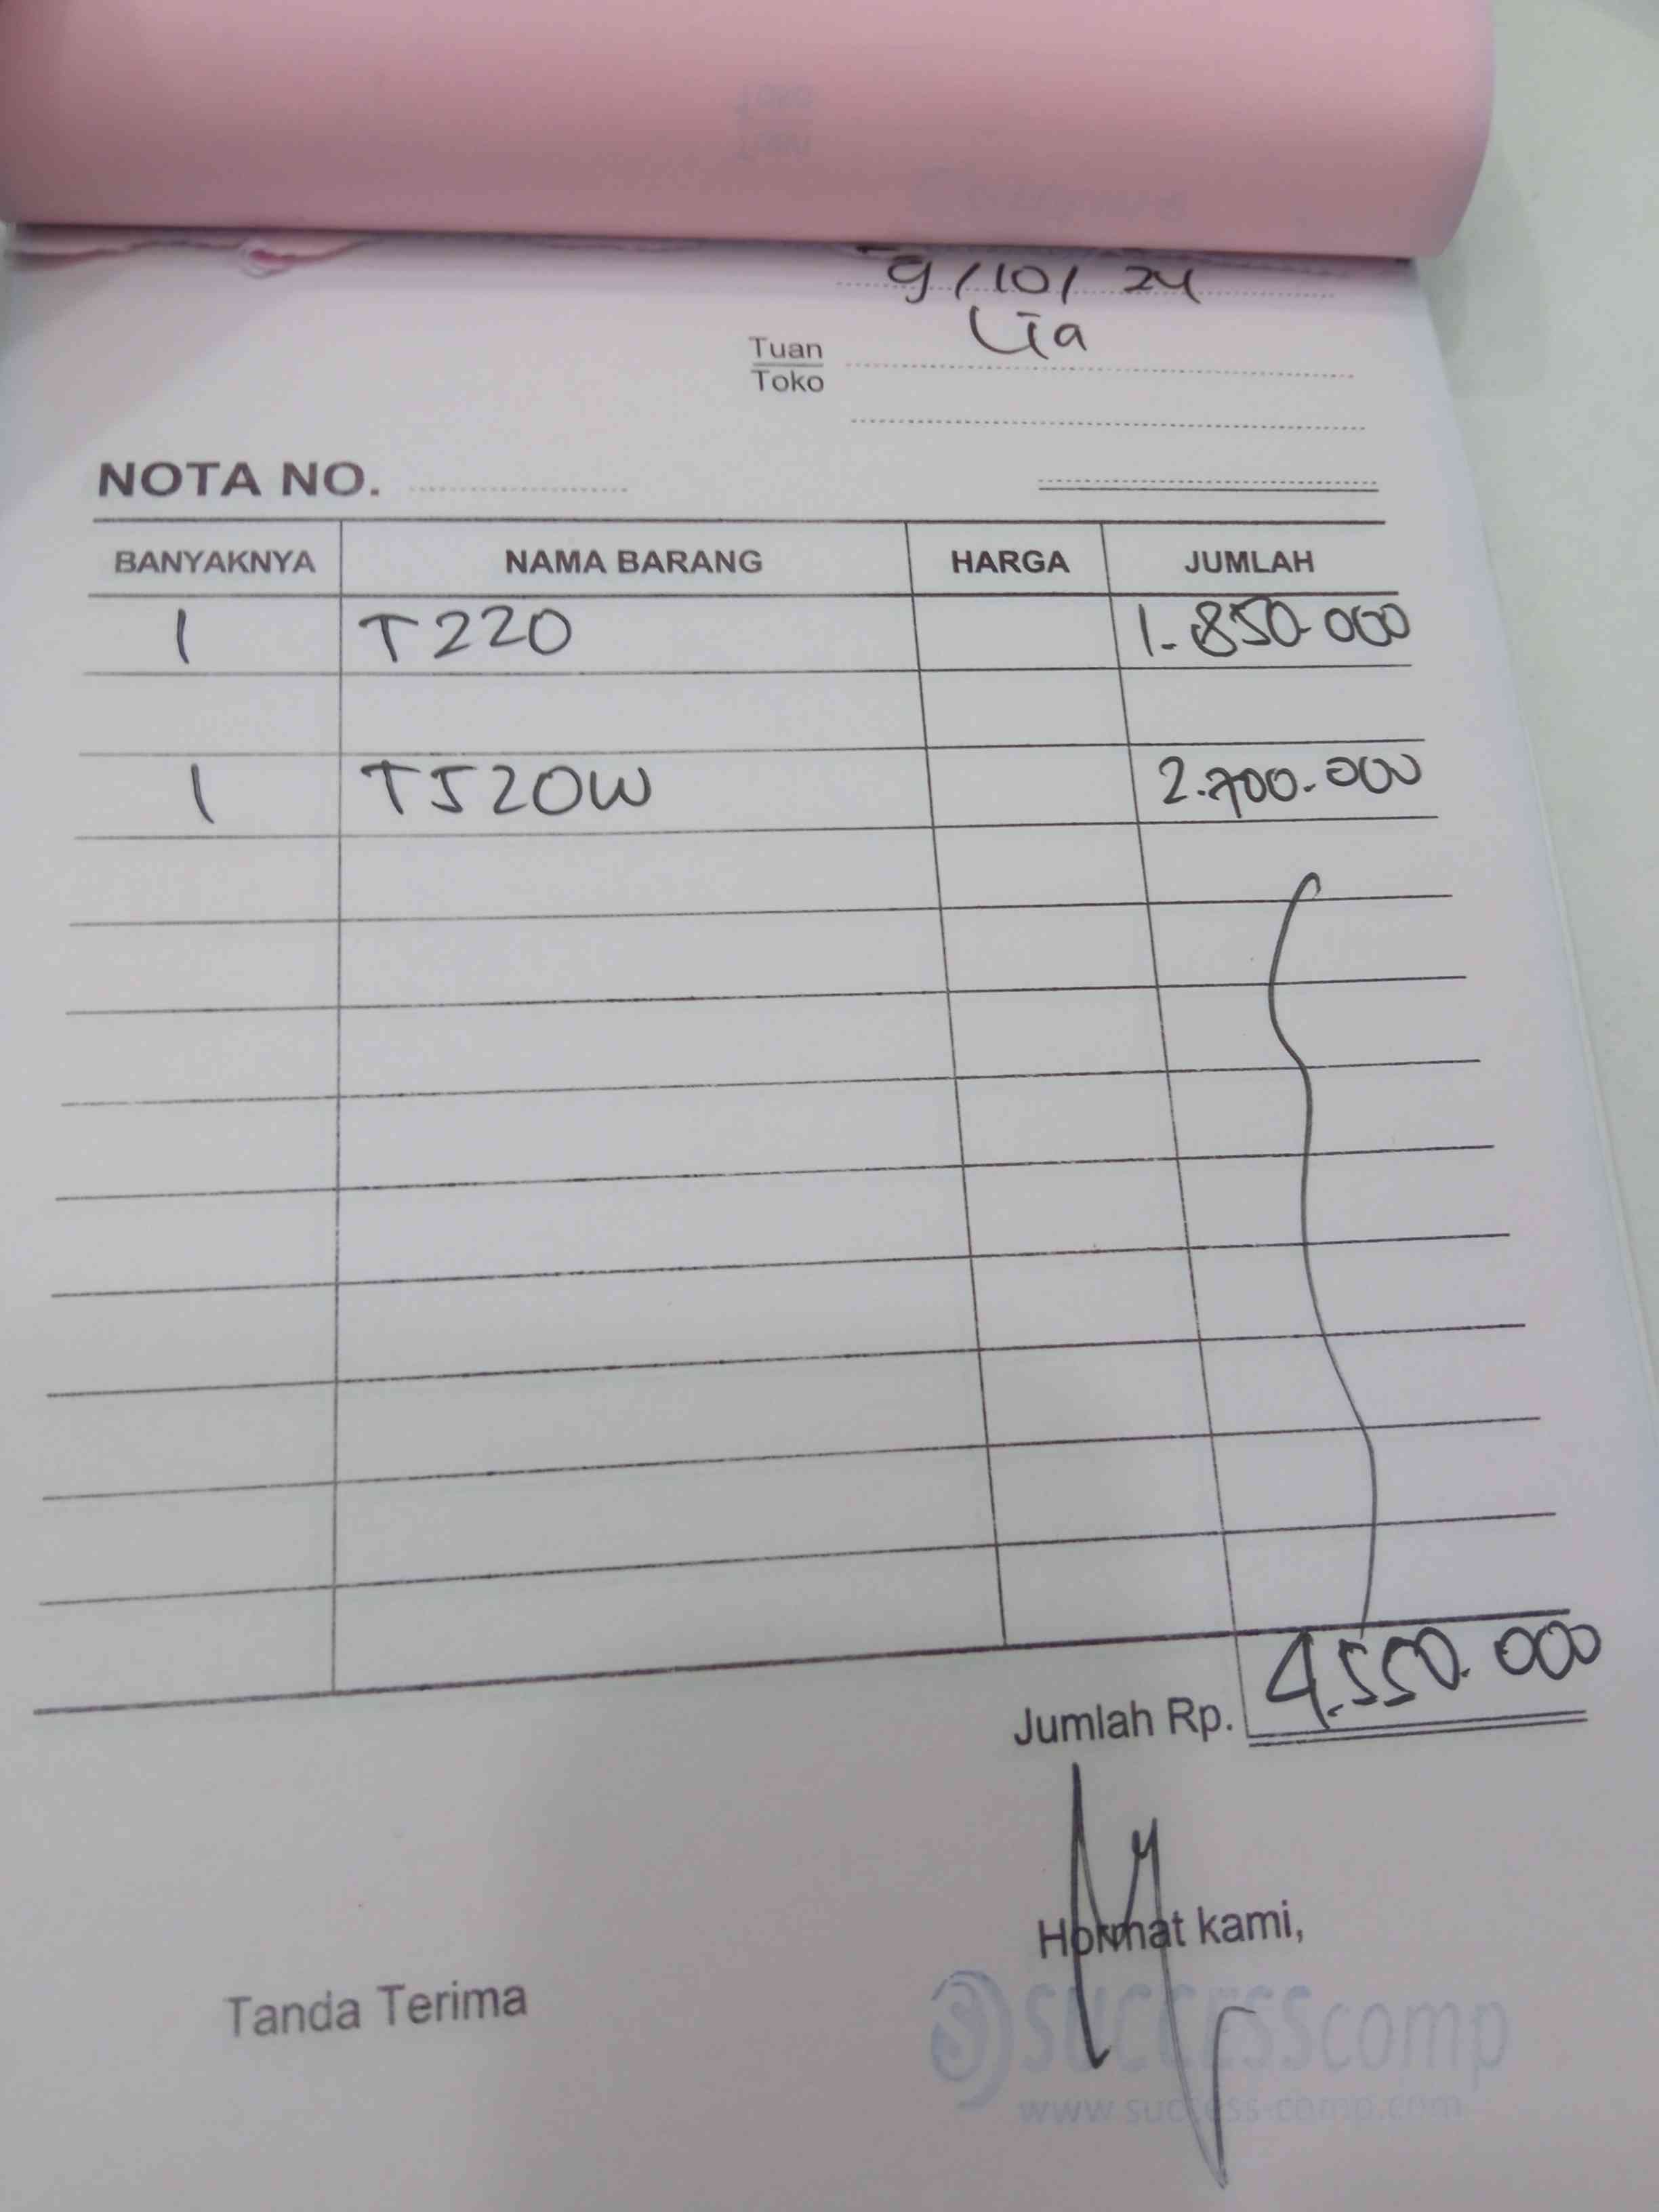 9/10/24
Tuan Lia
Toko
NOTA NO.
BANYAKNYA NAMA BARANG HARGA JUMLAH
1 T220 1.850.000
1 T520W 2.700.000
Jumlah Rp. 4.550.000
Hormat kami,
Tanda Terima
SUCCESScomp
www.success-comp.com